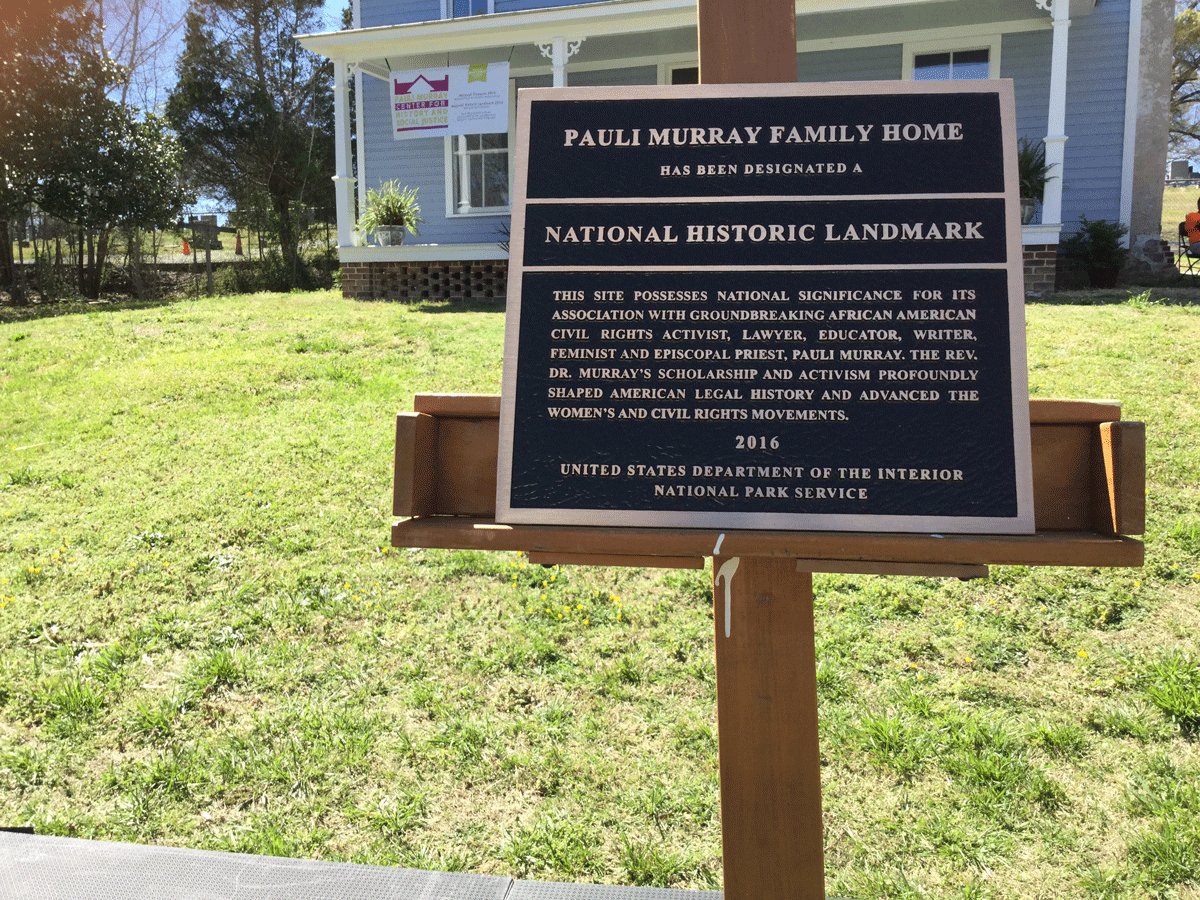 PAULI MURRAY
CENTER FOR
HISTORY AND
SOCIAL JUSTICE
PAULI MURRAY FAMILY HOME
HAS BEEN DESIGNATED A
NATIONAL HISTORIC LANDMARK
THIS SITE POSSESSES NATIONAL SIGNIFICANCE FOR ITS
ASSOCIATION WITH GROUNDBREAKING AFRICAN AMERICAN
CIVIL RIGHTS ACTIVIST, LAWYER, EDUCATOR, WRITER,
FEMINIST AND EPISCOPAL PRIEST, PAULI MURRAY. THE REV.
DR. MURRAY'S SCHOLARSHIP AND ACTIVISM PROFOUNDLY
SHAPED AMERICAN LEGAL HISTORY AND ADVANCED THE
WOMEN'S AND CIVIL RIGHTS MOVEMENTS.
2016
UNITED STATES DEPARTMENT OF THE INTERIOR
NATIONAL PARK SERVICE